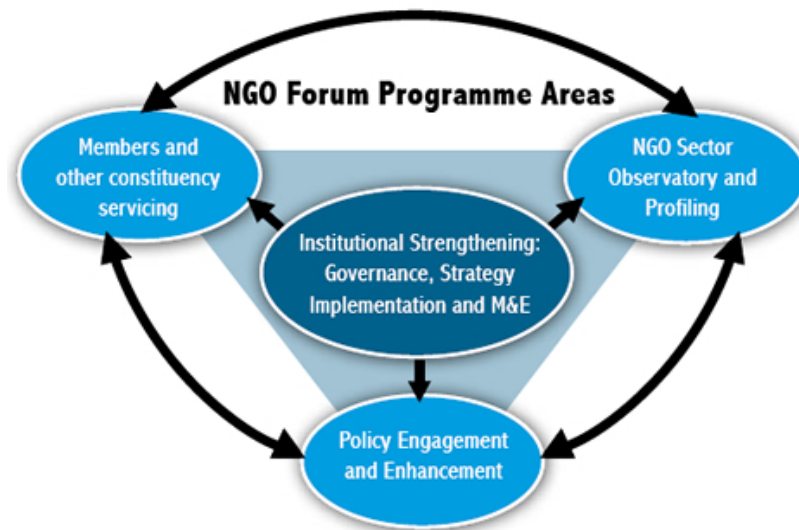 NGO Forum Programme Areas
Members and
other constituency
servicing
NGO Sector
Observatory and
Profiling
Institutional Strengthening:
Governance, Strategy
Implementation and M&E
Policy Engagement
and Enhancement